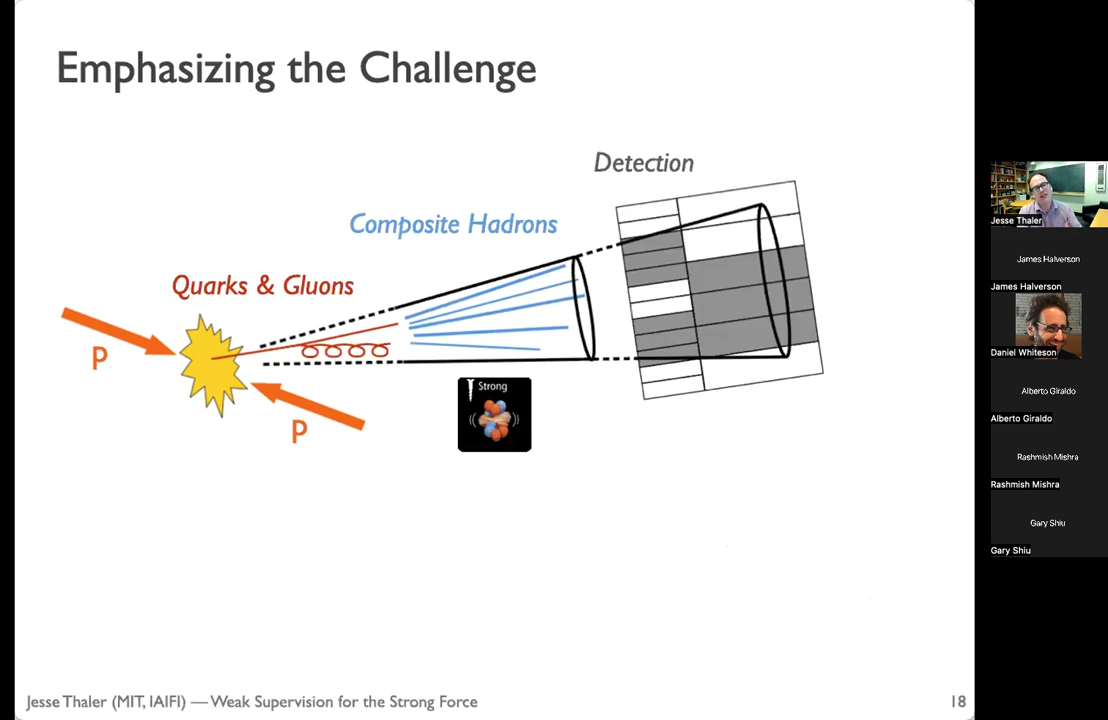 Emphasizing the Challenge
Detection
Composite Hadrons
Quarks & Gluons
P
P
Strong
Jesse Thaler (MIT, IAIFI) — Weak Supervision for the Strong Force
18
Jesse Thaler
James Halverson
James Halverson
Daniel Whiteson
Alberto Giraldo
Alberto Giraldo
Rashmish Mishra
Rashmish Mishra
Gary Shiu
Gary Shiu